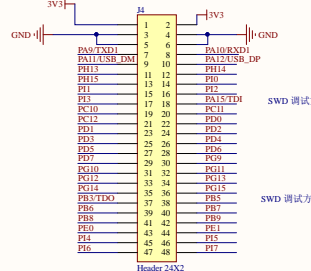 J4
3V3
3V3
1 2
GND 3 4 GND
5 6
PA9/TXD1 7 8 PA10/RXD1
PA11/USB_DM 9 10 PA12/USB_DP
PH13 11 12 PH14
PH15 13 14 PI0
PI1 15 16 PI2
PI3 17 18 PA15/TDI SWD 调试
PC10 19 20 PC11
PC12 21 22 PD0
PD1 23 24 PD2
PD3 25 26 PD4
PD5 27 28 PD6
PD7 29 30 PG9
PG10 31 32 PG11
PG12 33 34 PG13
PG14 35 36 PG15
PB3/TDO 37 38 PB5 SWD 调试方
PB6 39 40 PB7
PB8 41 42 PB9
PE0 43 44 PE1
PI4 45 46 PI5
PI6 47 48 PI7
Header 24X2